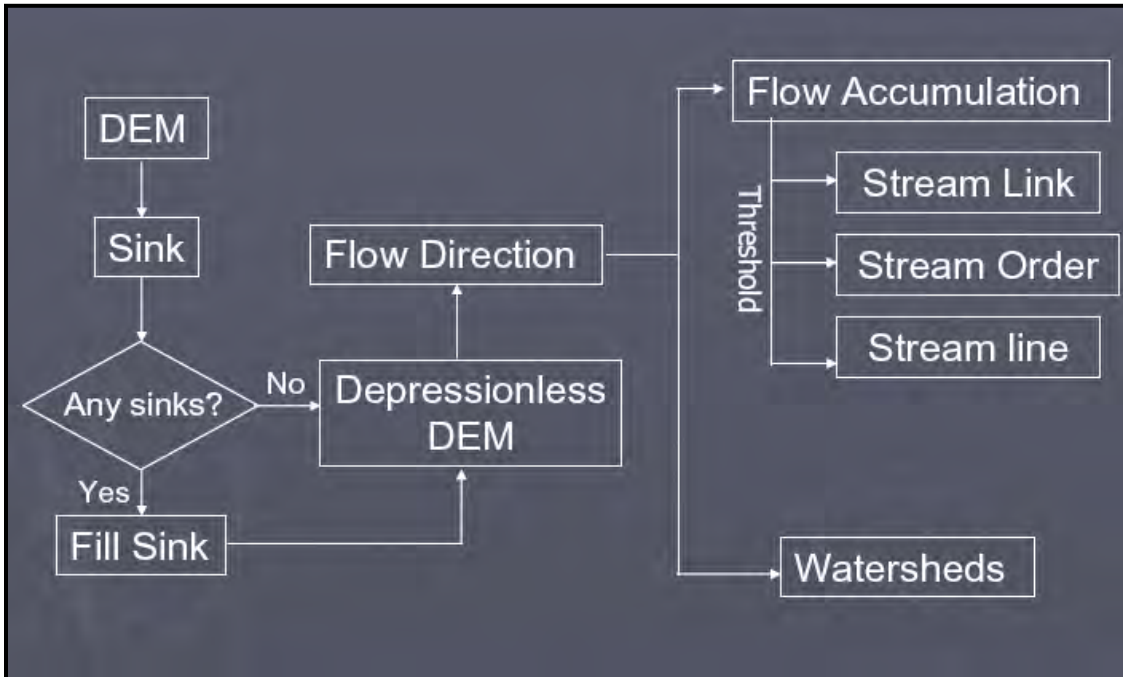 DEM
Sink
Any sinks?
No
Yes
Fill Sink
Depressionless
DEM
Flow Direction
Flow Accumulation
Threshold
Stream Link
Stream Order
Stream line
Watersheds